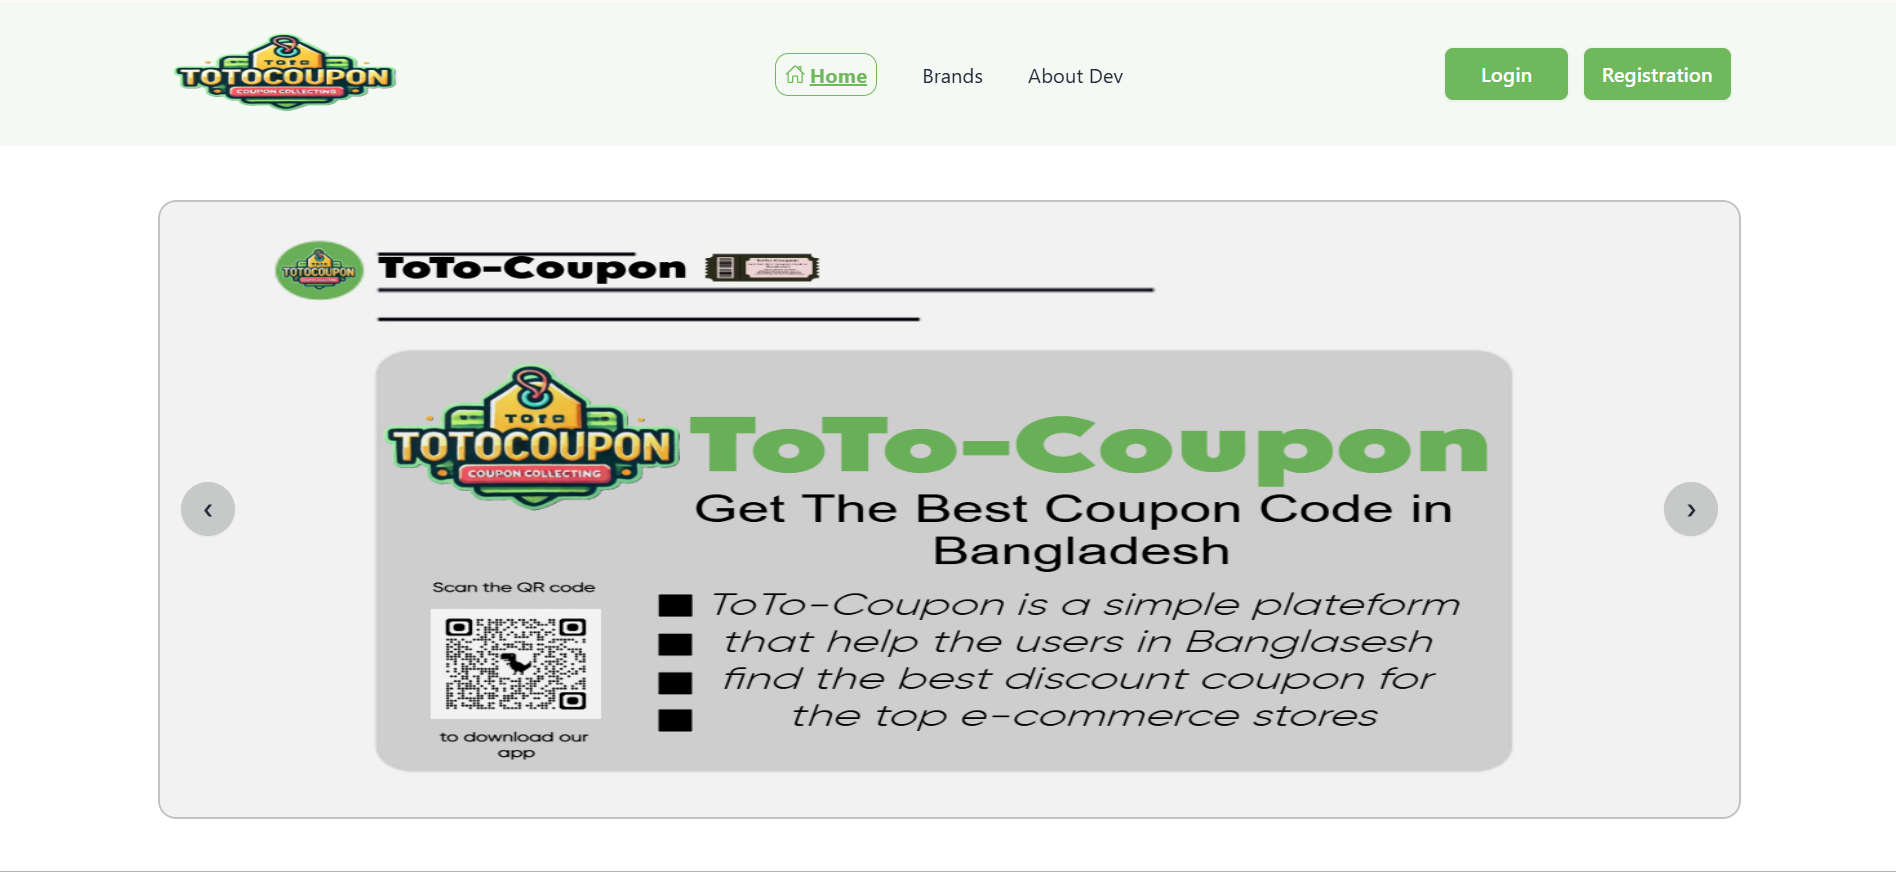 TOTO
TOTOCOUPON
COUPON COLLECTING
Home
Brands
About Dev
Login
Registration
TOTOCOUPON
ToTo-Coupon
TOTO
TOTOCOUPON
COUPON COLLECTING
ToTo-Coupon
Get The Best Coupon Code in
Bangladesh
Scan the QR code
to download our
app
ToTo-Coupon is a simple plateform
that help the users in Banglasesh
find the best discount coupon for
the top e-commerce stores